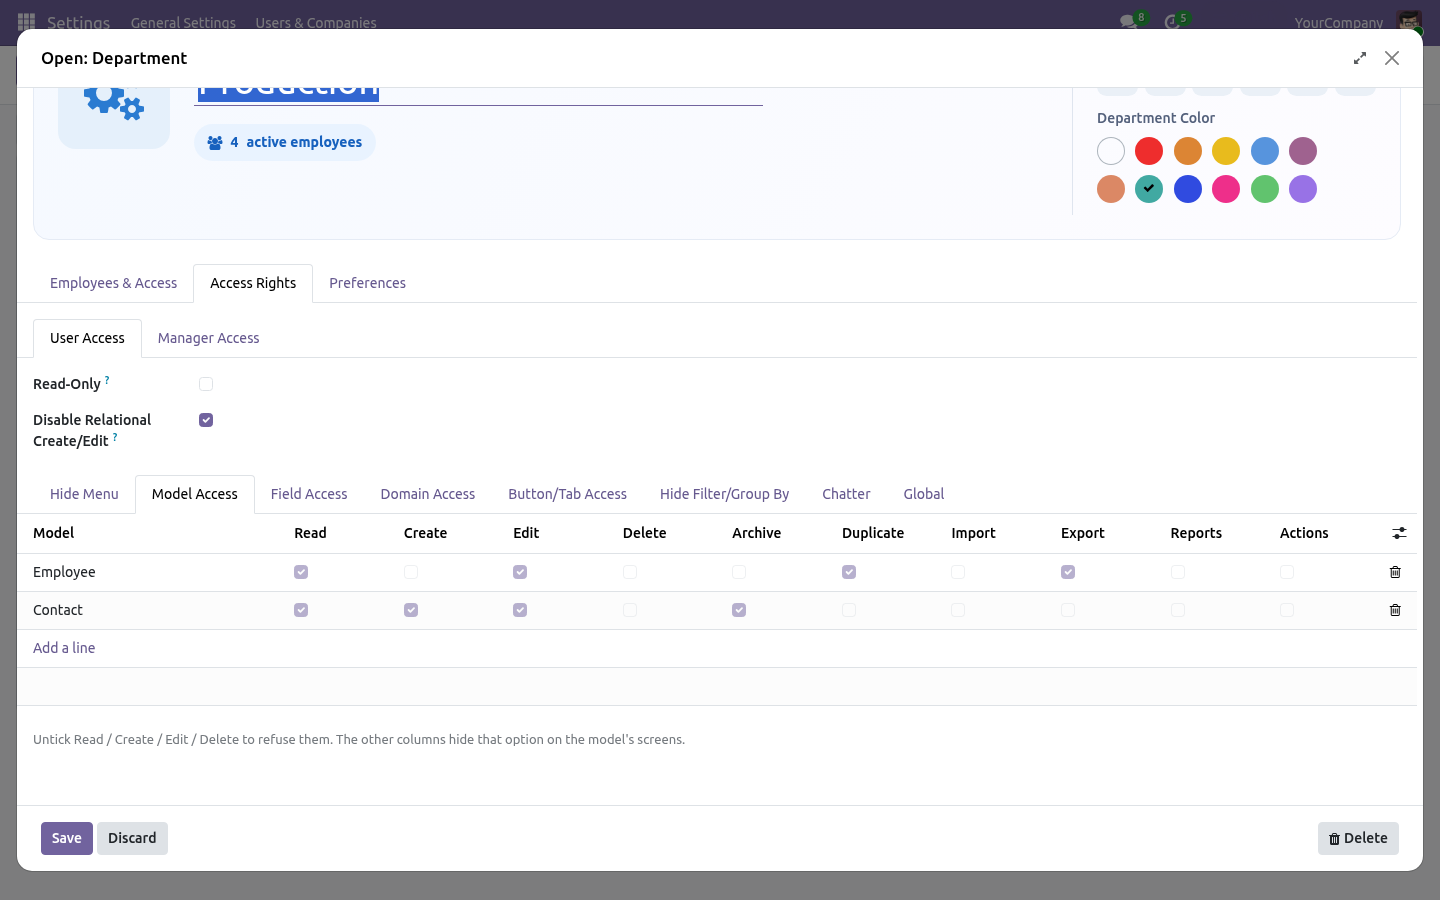 Settings General Settings Users & Companies 8 5 YourCompany
Open: Department
Production
4 active employees
Department Color
Employees & Access Access Rights Preferences
User Access Manager Access
Read-Only ?
Disable Relational
Create/Edit ?
Hide Menu Model Access Field Access Domain Access Button/Tab Access Hide Filter/Group By Chatter Global
Model Read Create Edit Delete Archive Duplicate Import Export Reports Actions
Employee
Contact
Add a line
Untick Read / Create / Edit / Delete to refuse them. The other columns hide that option on the model's screens.
Save Discard Delete